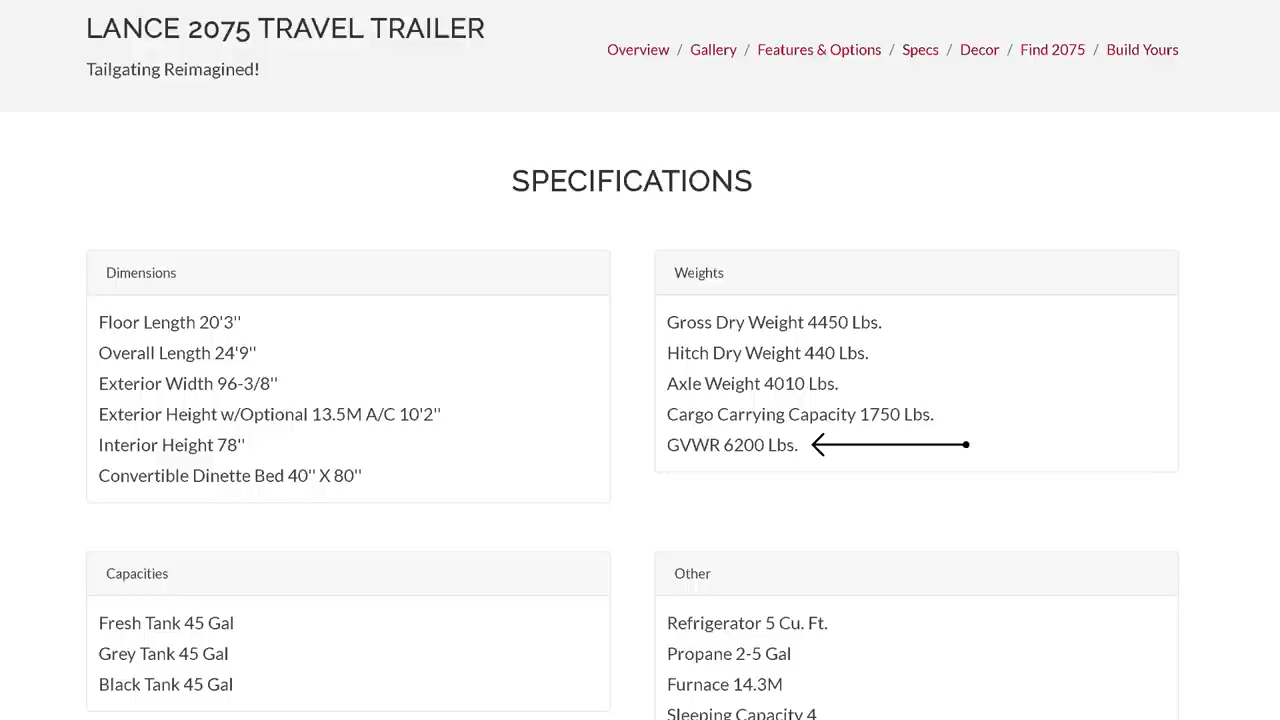 LANCE 2075 TRAVEL TRAILER
Tailgating Reimagined!
Overview / Gallery / Features & Options / Specs / Decor / Find 2075 / Build Yours
SPECIFICATIONS
Dimensions
Floor Length 20'3''
Overall Length 24'9''
Exterior Width 96-3/8''
Exterior Height w/Optional 13.5M A/C 10'2''
Interior Height 78''
Convertible Dinette Bed 40'' X 80''
Weights
Gross Dry Weight 4450 Lbs.
Hitch Dry Weight 440 Lbs.
Axle Weight 4010 Lbs.
Cargo Carrying Capacity 1750 Lbs.
GVWR 6200 Lbs.
Capacities
Fresh Tank 45 Gal
Grey Tank 45 Gal
Black Tank 45 Gal
Other
Refrigerator 5 Cu. Ft.
Propane 2-5 Gal
Furnace 14.3M
Sleeping Capacity 4